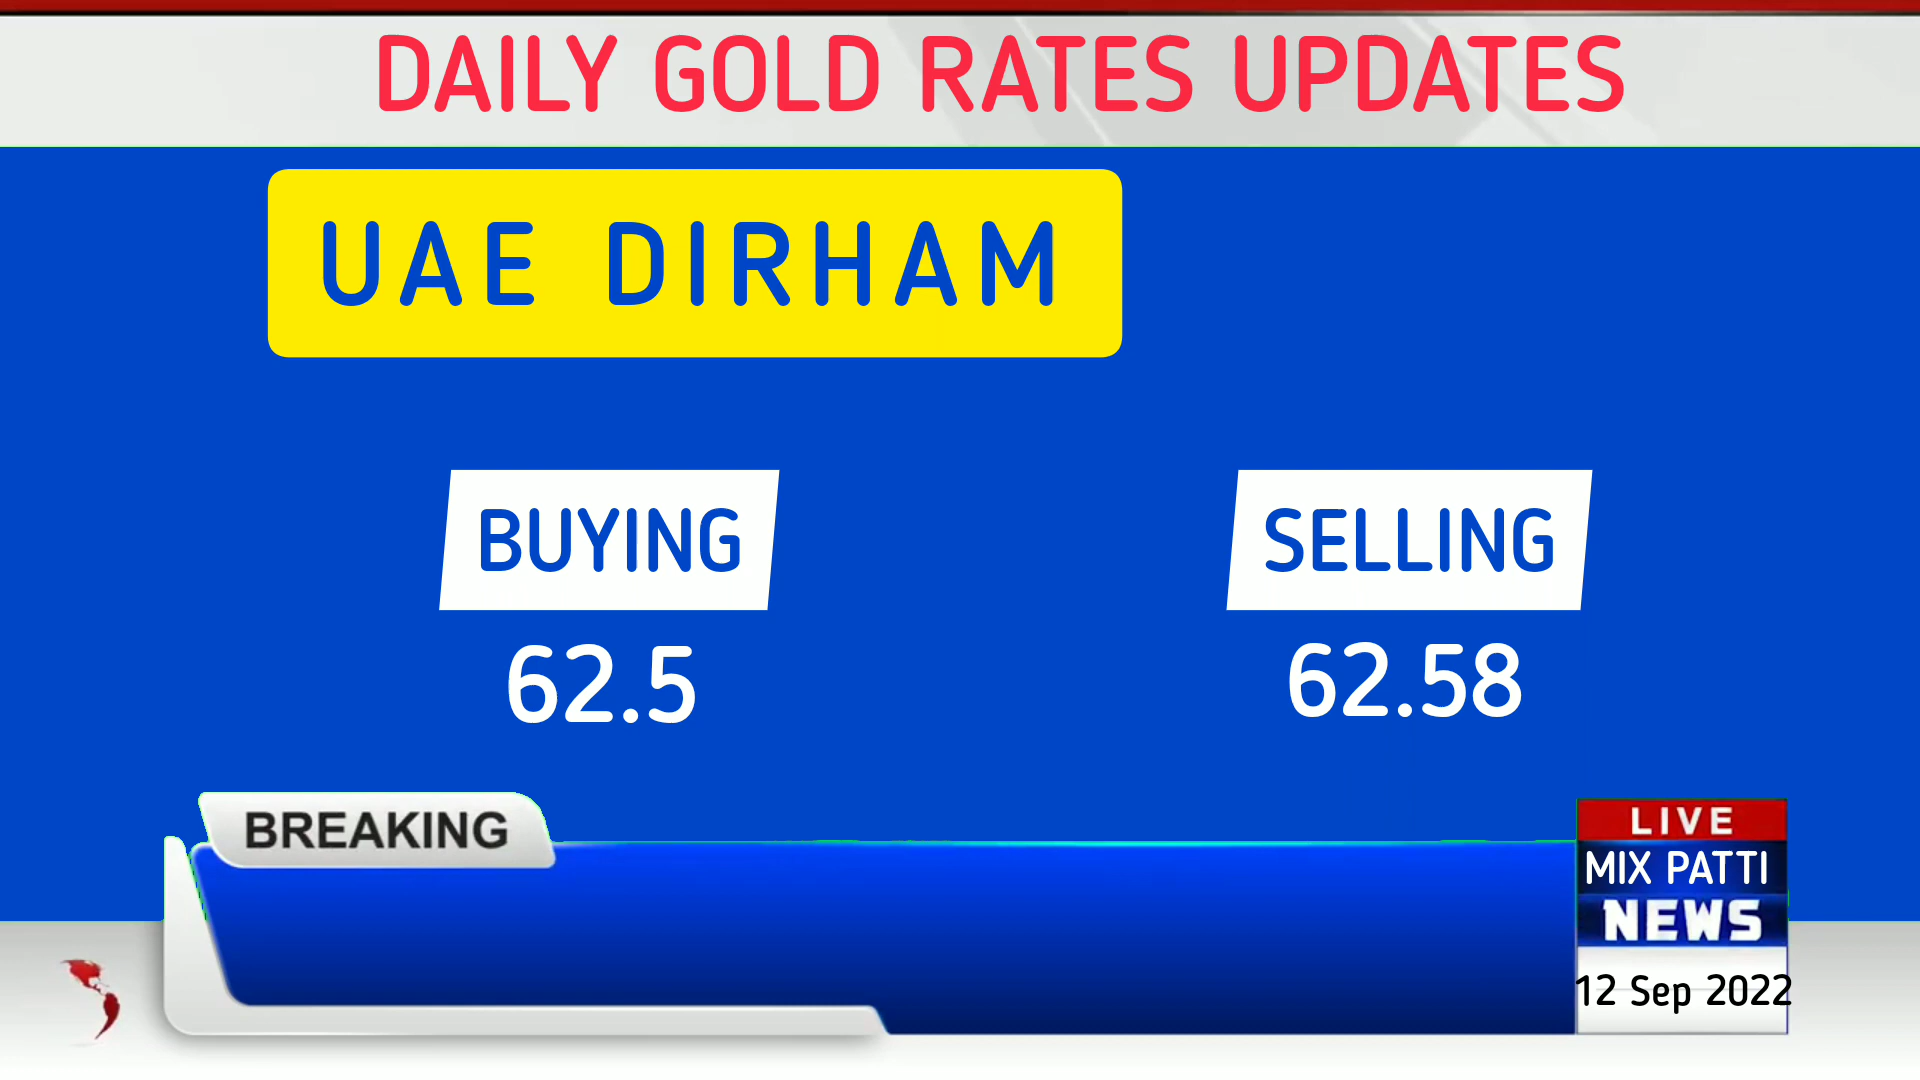 DAILY GOLD RATES UPDATES
UAE DIRHAM
BUYING
SELLING
62.5
62.58
BREAKING
LIVE
MIX PATTI
NEWS
12 Sep 2022